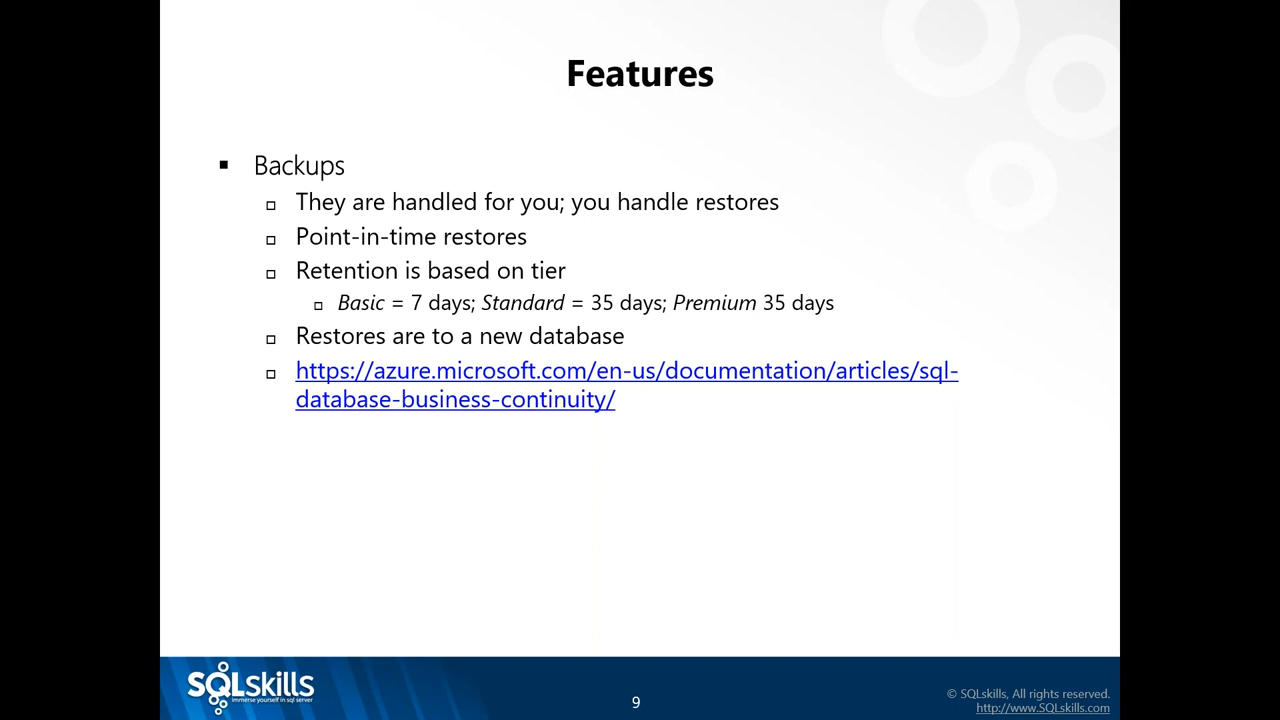 Features
Backups
They are handled for you; you handle restores
Point-in-time restores
Retention is based on tier
Basic = 7 days; Standard = 35 days; Premium 35 days
Restores are to a new database
https://azure.microsoft.com/en-us/documentation/articles/sql-
database-business-continuity/
SQLskills
immerse yourself in sql server
9
© SQLskills, All rights reserved.
http://www.SQLskills.com